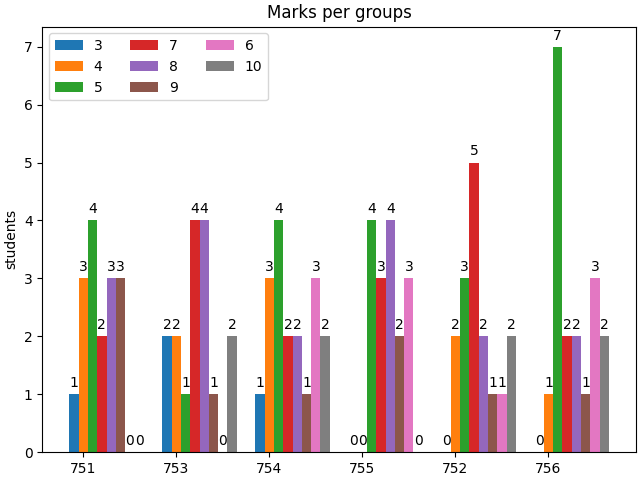 Marks per groups
3 7 6
4 8 10
5 9
7
6
5
4
3
2
1
0
students
1 3 4 2 3 3 0 0
2 2 1 4 4 1 0 2
1 3 4 2 2 1 3 2
0 0 4 3 4 2 3 0
0 2 3 5 2 1 1 2
0 1 7 2 2 1 3 2
751 753 754 755 752 756